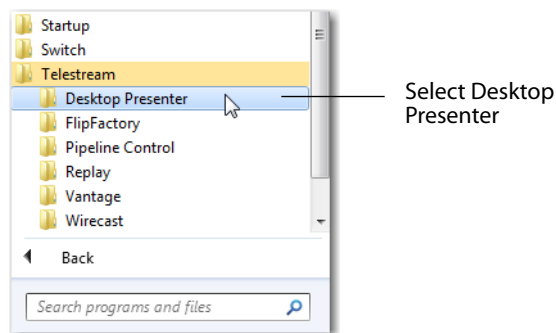 Startup
Switch
Telestream
Desktop Presenter
FlipFactory
Pipeline Control
Replay
Vantage
Wirecast
Back
Search programs and files
Select Desktop
Presenter